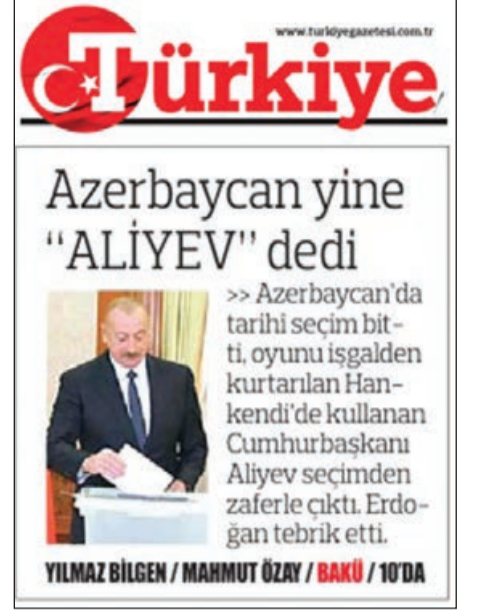 www.turkiyegazetesi.com.tr
Türkiye
Azerbaycan yine
“ALİYEV” dedi
>> Azerbaycan'da
tarihi seçim bit-
ti, oyunu işgalden
kurtarılan Han-
kendi'de kullanan
Cumhurbaşkanı
Aliyev seçimden
zaferle çıktı. Erdo-
ğan tebrik etti.
YILMAZ BİLGEN / MAHMUT ÖZAY / BAKÜ / 10'DA